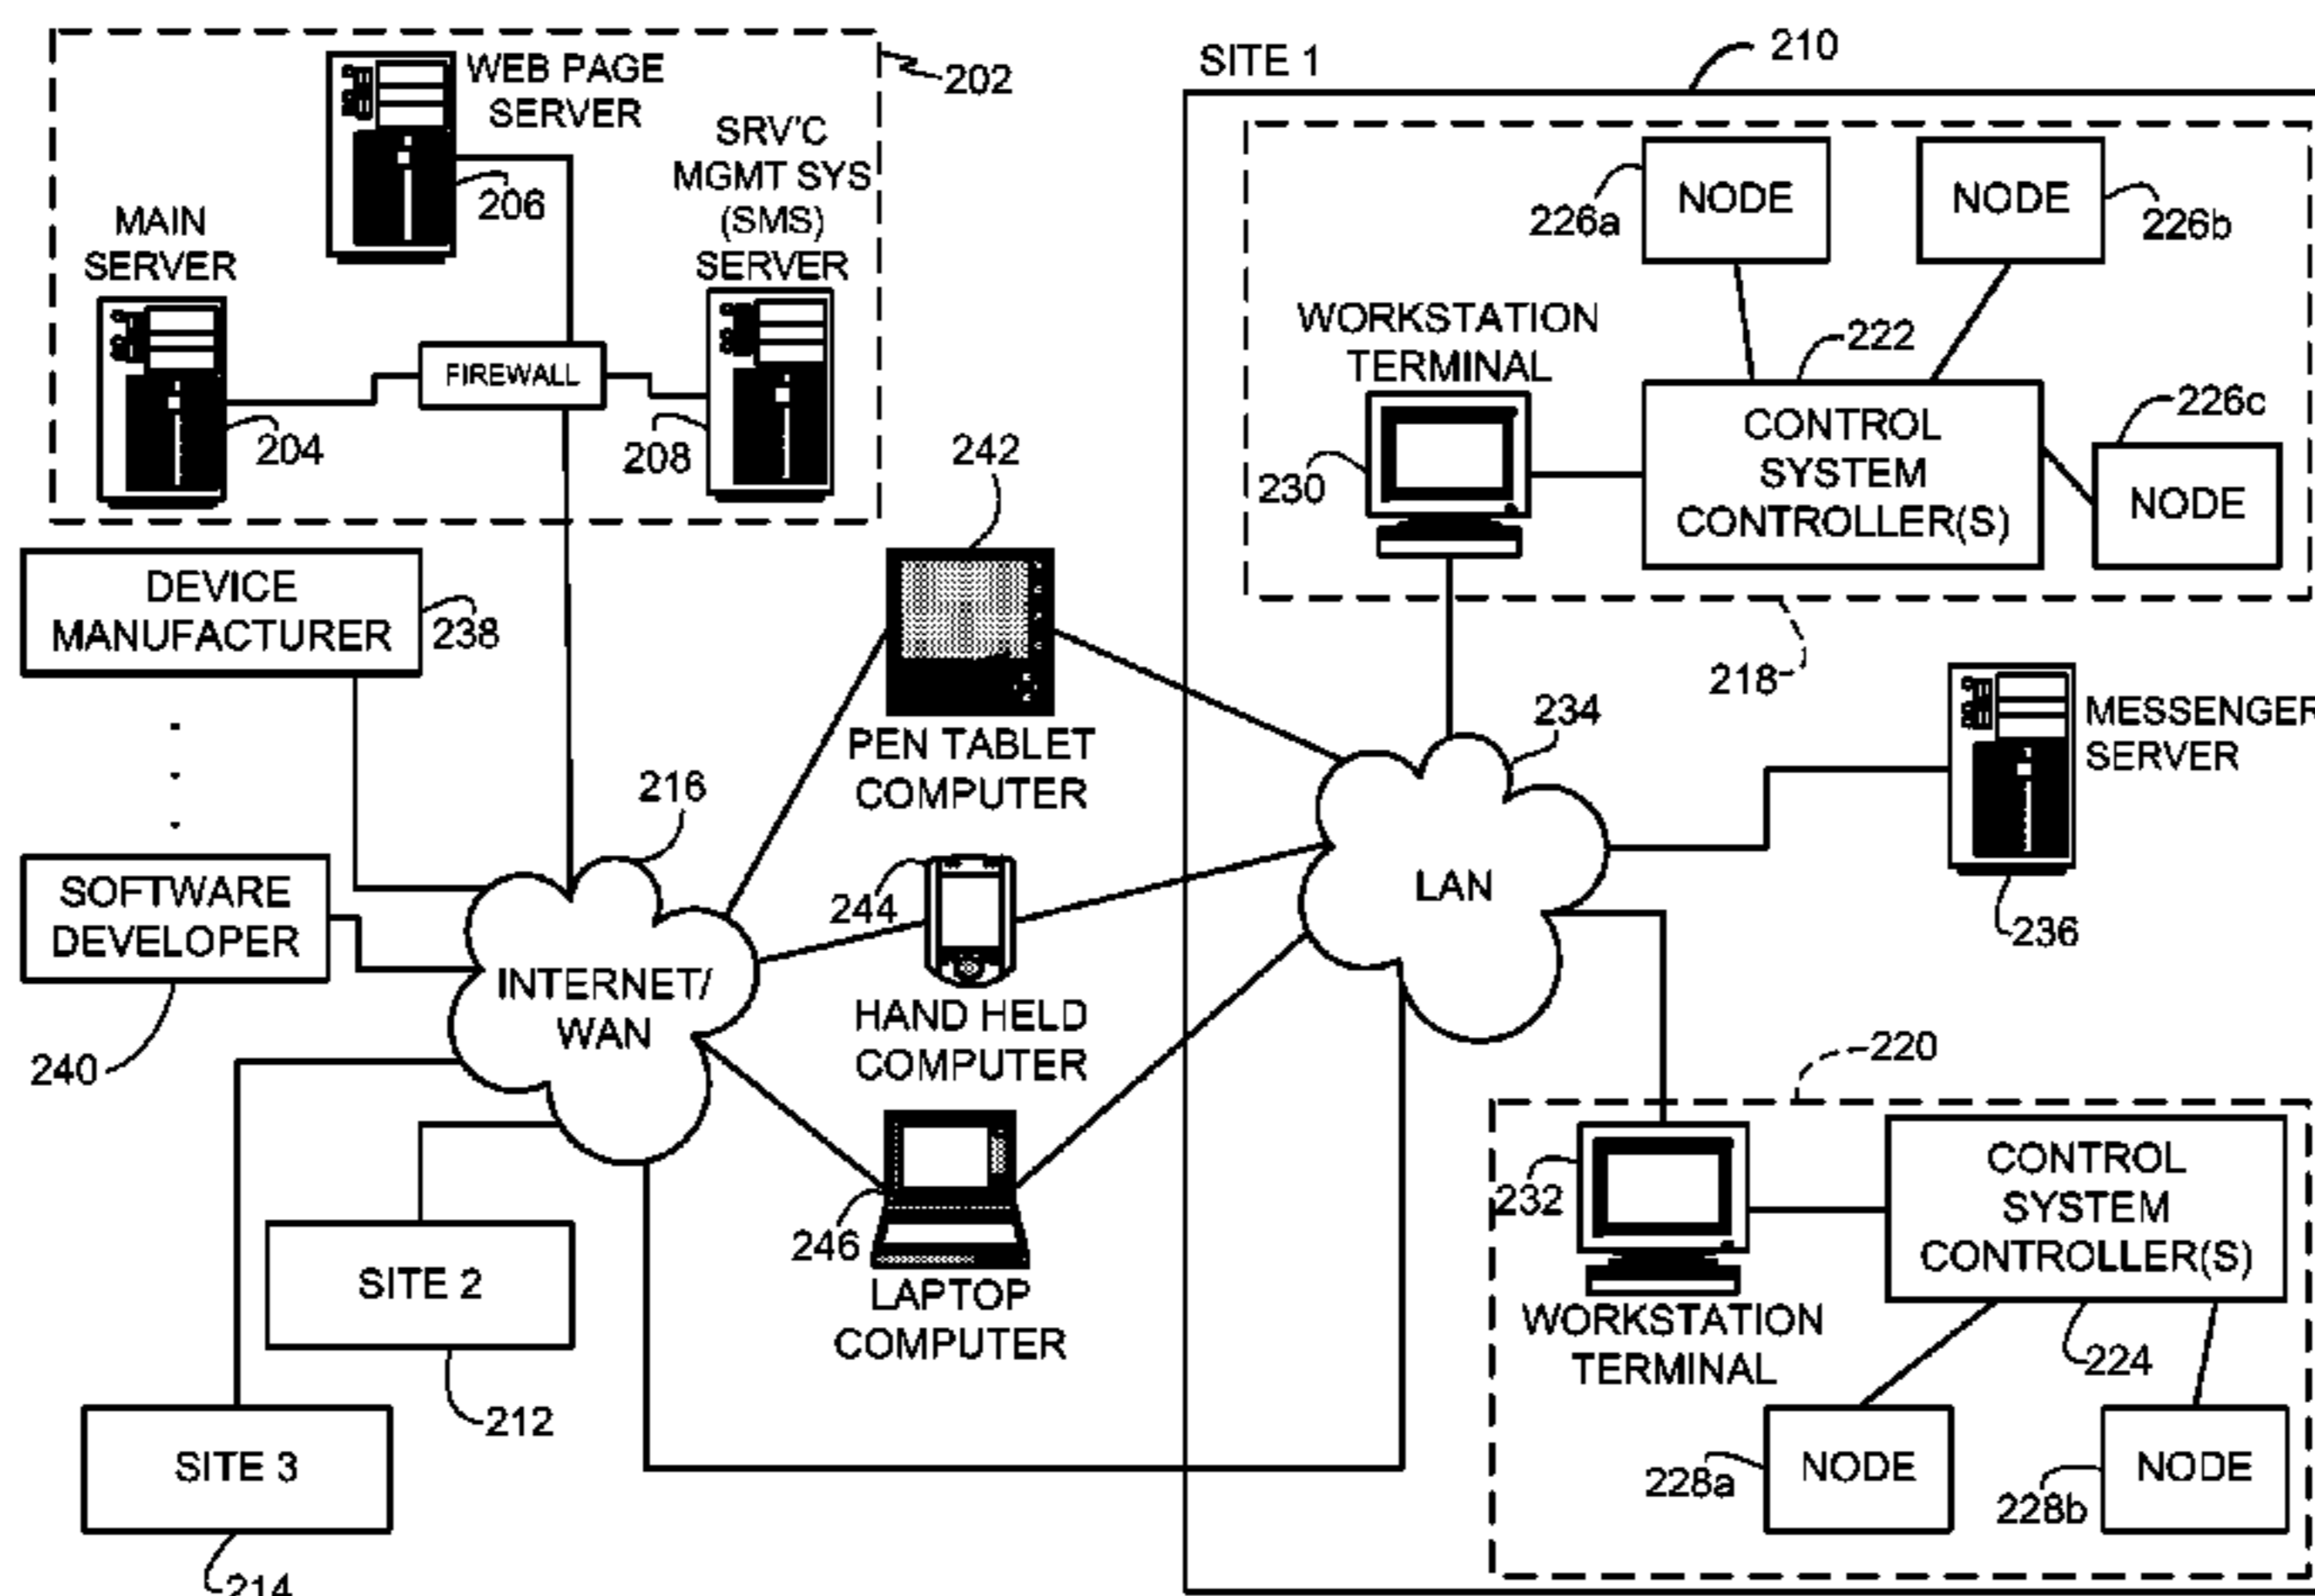 WEB PAGE
SERVER
202
SRV'C
MGMT SYS
(SMS)
SERVER
206
MAIN
SERVER
FIREWALL
204
208
DEVICE
MANUFACTURER
238
SOFTWARE
DEVELOPER
240
216
INTERNET/
WAN
SITE 2
212
SITE 3
214
242
PEN TABLET
COMPUTER
244
HAND HELD
COMPUTER
246
LAPTOP
COMPUTER
SITE 1
210
NODE
226a
NODE
226b
WORKSTATION
TERMINAL
222
230
CONTROL
SYSTEM
CONTROLLER(S)
226c
NODE
218
234
LAN
MESSENGER
SERVER
236
220
232
CONTROL
SYSTEM
CONTROLLER(S)
WORKSTATION
TERMINAL
224
228a
NODE
228b
NODE